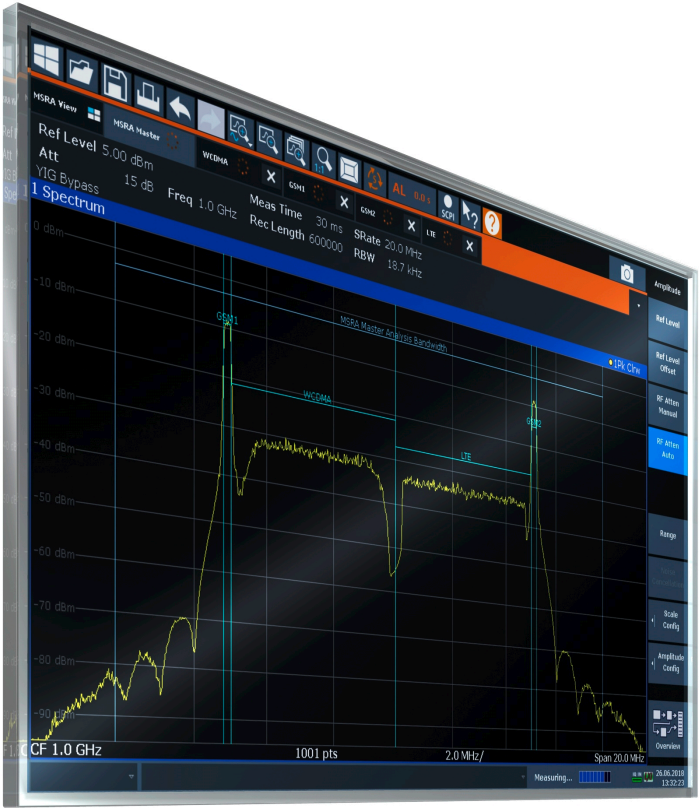 1:1
AL 0.0 s
SCPI
?
?
MSRA View
MSRA Master
WCDMA X
GSM1 X
GSM2 X
LTE X
Ref Level 5.00 dBm
Att 15 dB Freq 1.0 GHz Meas Time 30 ms SRate 20.0 MHz
YIG Bypass Rec Length 600000 RBW 18.7 kHz
1 Spectrum
1Pk Clrw
0 dBm
-10 dBm
-20 dBm
-30 dBm
-40 dBm
-50 dBm
-60 dBm
-70 dBm
-80 dBm
-90 dBm
MSRA Master Analysis Bandwidth
GSM1
WCDMA
LTE
GSM2
CF 1.0 GHz 1001 pts 2.0 MHz/ Span 20.0 MHz
Measuring...
26.06.2018
13:32:23
Amplitude
Ref Level
Ref Level
Offset
RF Atten
Manual
RF Atten
Auto
Range
Scale
Config
Amplitude
Config
Overview